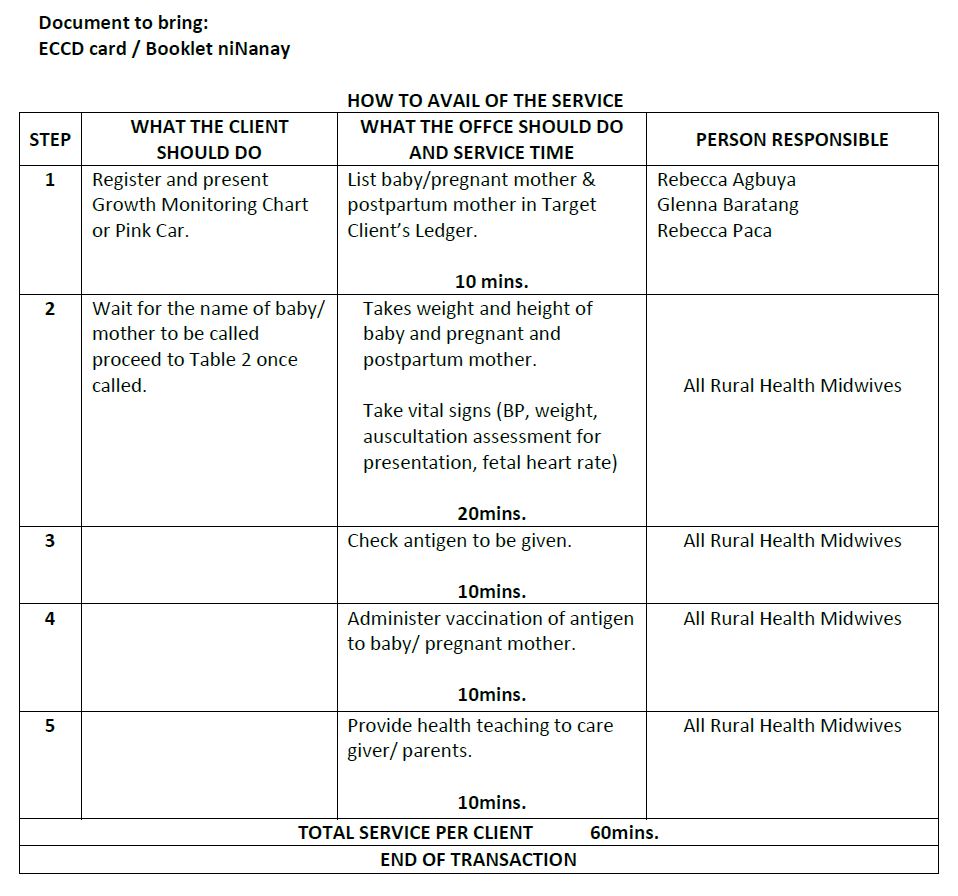 Document to bring:
ECCD card / Booklet niNanay
HOW TO AVAIL OF THE SERVICE
STEP
WHAT THE CLIENT
SHOULD DO
WHAT THE OFFCE SHOULD DO
AND SERVICE TIME
PERSON RESPONSIBLE
1
Register and present
Growth Monitoring Chart
or Pink Car.
List baby/pregnant mother &
postpartum mother in Target
Client’s Ledger.
10 mins.
Rebecca Agbuya
Glenna Baratang
Rebecca Paca
2
Wait for the name of baby/
mother to be called
proceed to Table 2 once
called.
Takes weight and height of
baby and pregnant and
postpartum mother.
Take vital signs (BP, weight,
auscultation assessment for
presentation, fetal heart rate)
20mins.
All Rural Health Midwives
3
Check antigen to be given.
10mins.
All Rural Health Midwives
4
Administer vaccination of antigen
to baby/ pregnant mother.
10mins.
All Rural Health Midwives
5
Provide health teaching to care
giver/ parents.
10mins.
All Rural Health Midwives
TOTAL SERVICE PER CLIENT 60mins.
END OF TRANSACTION